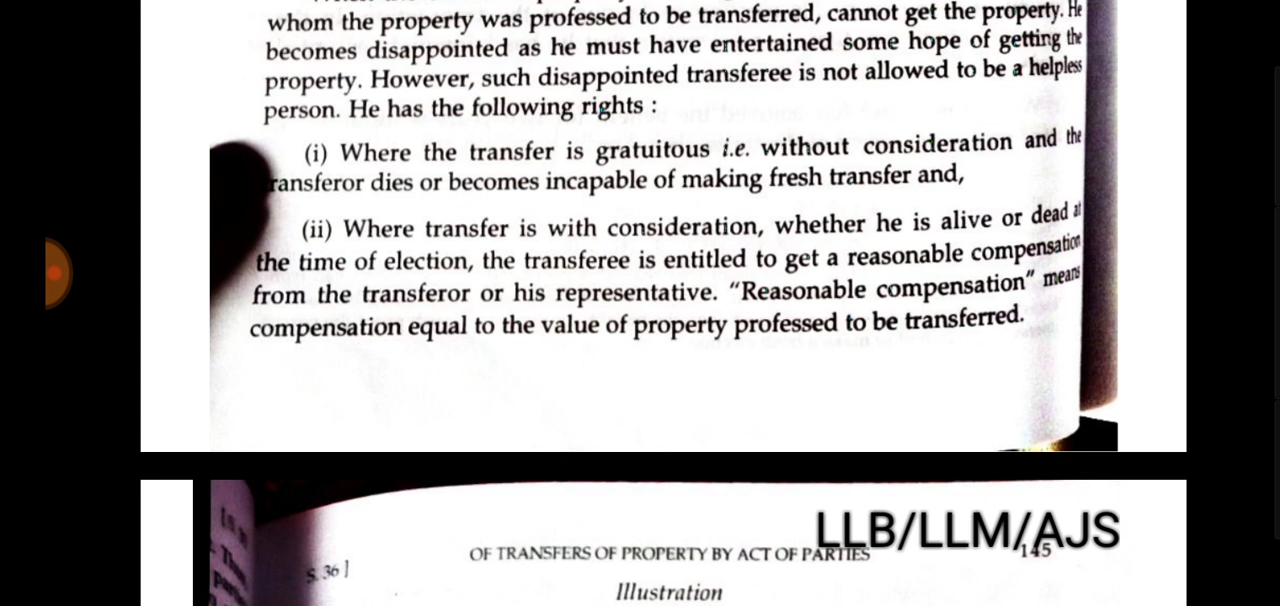 whom the property was professed to be transferred, cannot get the property. He
becomes disappointed as he must have entertained some hope of getting the
property. However, such disappointed transferee is not allowed to be a helpless
person. He has the following rights :
(i) Where the transfer is gratuitous i.e. without consideration and the
ransferor dies or becomes incapable of making fresh transfer and,
(ii) Where transfer is with consideration, whether he is alive or dead at
the time of election, the transferee is entitled to get a reasonable compensation
from the transferor or his representative. “Reasonable compensation” means
compensation equal to the value of property professed to be transferred.
LLB/LLM/AJS
S. 36 ] OF TRANSFERS OF PROPERTY BY ACT OF PARTIES 145
Illustration